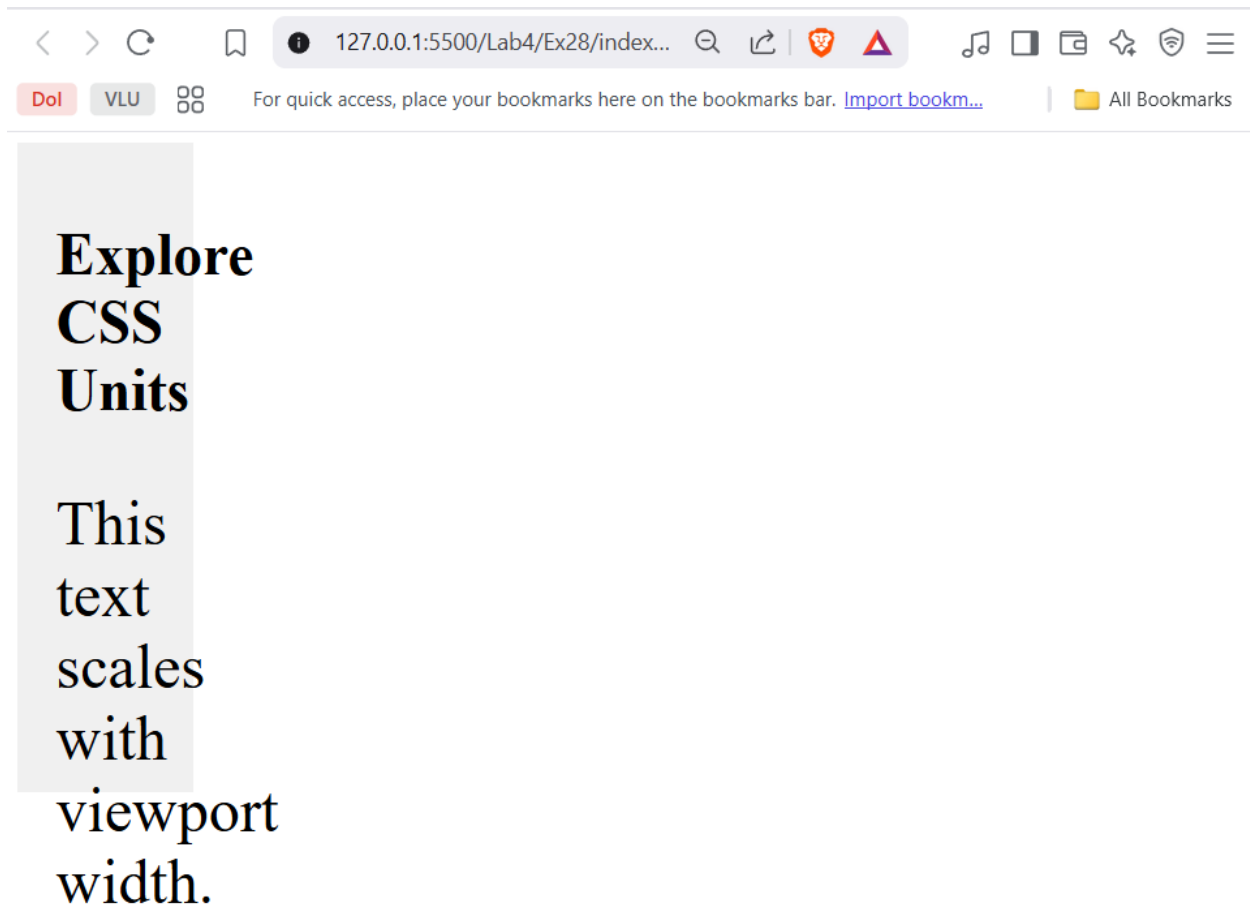 127.0.0.1:5500/Lab4/Ex28/index...
DoI VLU For quick access, place your bookmarks here on the bookmarks bar. Import bookm... All Bookmarks
Explore
CSS
Units
This
text
scales
with
viewport
width.